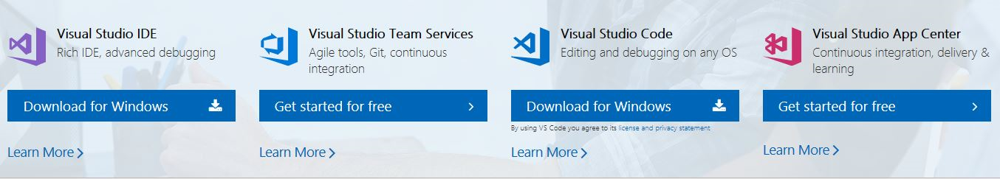 Visual Studio IDE
Rich IDE, advanced debugging
Download for Windows
Learn More
Visual Studio Team Services
Agile tools, Git, continuous
integration
Get started for free
Learn More
Visual Studio Code
Editing and debugging on any OS
Download for Windows
By using VS Code you agree to its license and privacy statement
Learn More
Visual Studio App Center
Continuous integration, delivery &
learning
Get started for free
Learn More